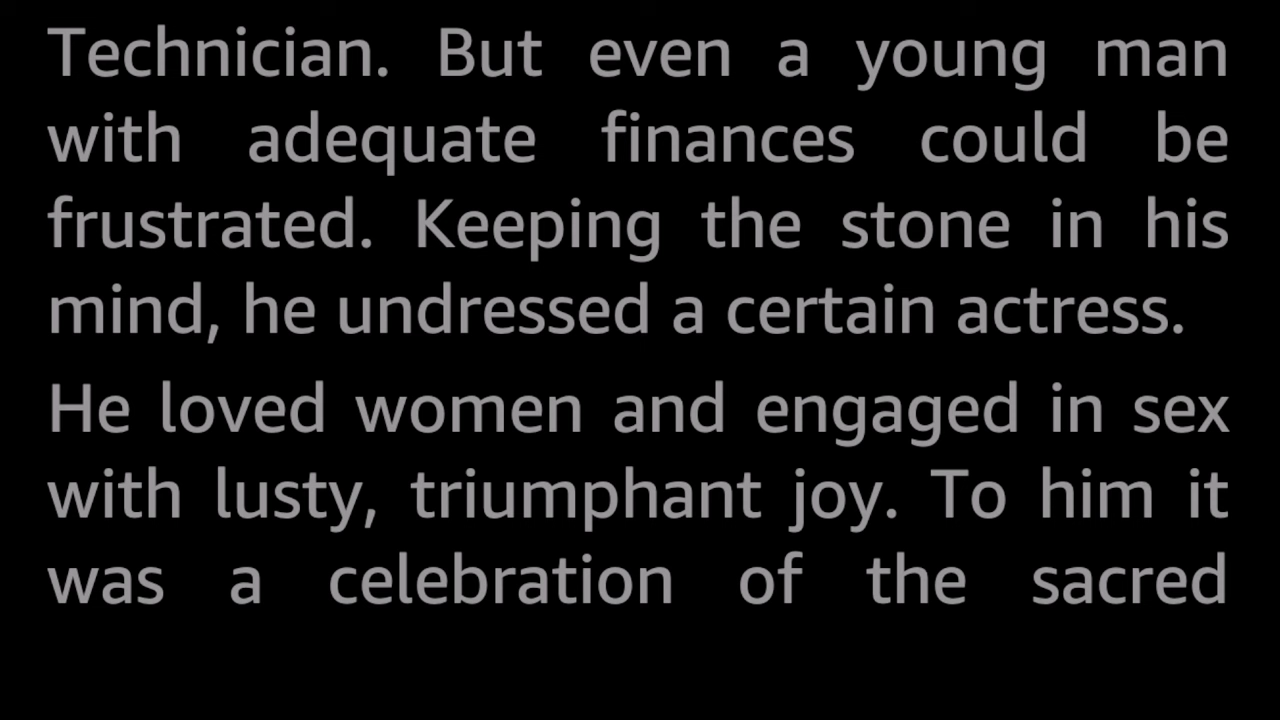 Technician. But even a young man
with adequate finances could be
frustrated. Keeping the stone in his
mind, he undressed a certain actress.
He loved women and engaged in sex
with lusty, triumphant joy. To him it
was a celebration of the sacred